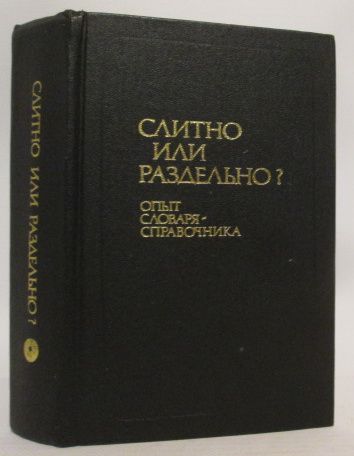 СЛИТНО ИЛИ РАЗДЕЛЬНО?
СЛИТНО
ИЛИ
РАЗДЕЛЬНО?
ОПЫТ
СЛОВАРЯ-
СПРАВОЧНИКА